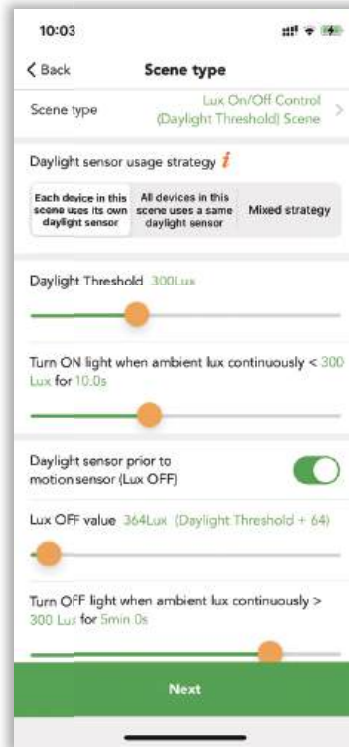 10:03
Back
Scene type
Scene type
Lux On/Off Control
(Daylight Threshold) Scene
Daylight sensor usage strategy i
Each device in this
scene uses its own
daylight sensor
All devices in this
scene uses a same
daylight sensor
Mixed strategy
Daylight Threshold 300Lux
Turn ON light when ambient lux continuously < 300
Lux for 10.0s
Daylight sensor prior to
motionsensor (Lux OFF)
Lux OFF value 364Lux (Daylight Threshold + 64)
Turn OFF light when ambient lux continuously >
300 Lux for 5min 0s
Next